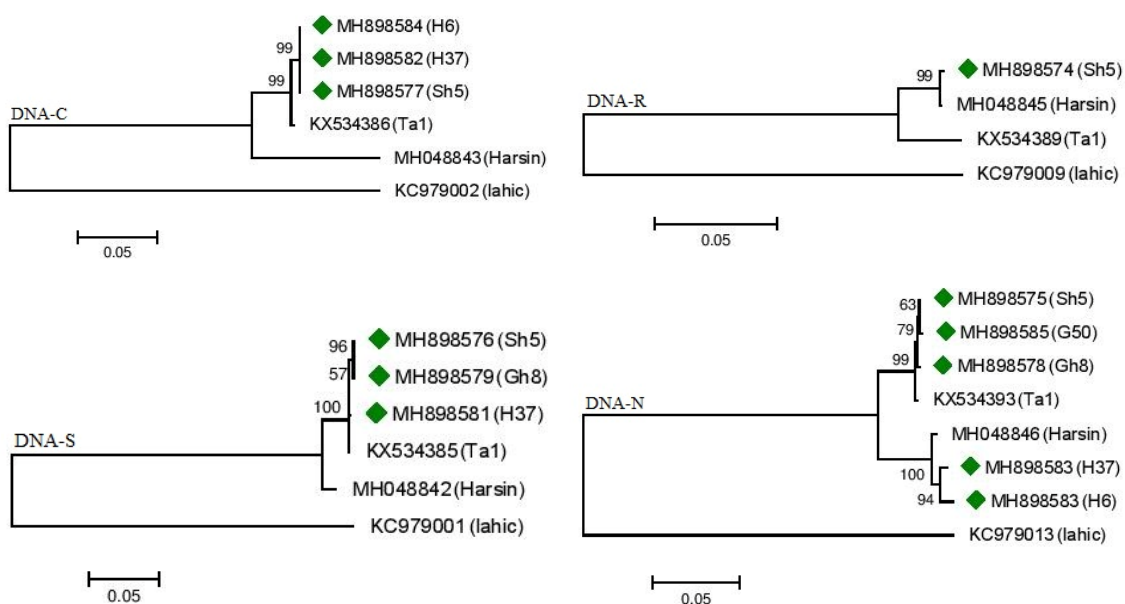 DNA-C
99
99
MH898584 (H6)
MH898582 (H37)
MH898577 (Sh5)
KX534386 (Ta1)
MH048843 (Harsin)
KC979002 (lahic)
0.05
DNA-R
99
MH898574 (Sh5)
MH048845 (Harsin)
KX534389 (Ta1)
KC979009 (lahic)
0.05
DNA-S
96
57
100
MH898576 (Sh5)
MH898579 (Gh8)
MH898581 (H37)
KX534385 (Ta1)
MH048842 (Harsin)
KC979001 (lahic)
0.05
DNA-N
63
79
99
100
94
MH898575 (Sh5)
MH898585 (G50)
MH898578 (Gh8)
KX534393 (Ta1)
MH048846 (Harsin)
MH898583 (H37)
MH898583 (H6)
KC979013 (lahic)
0.05